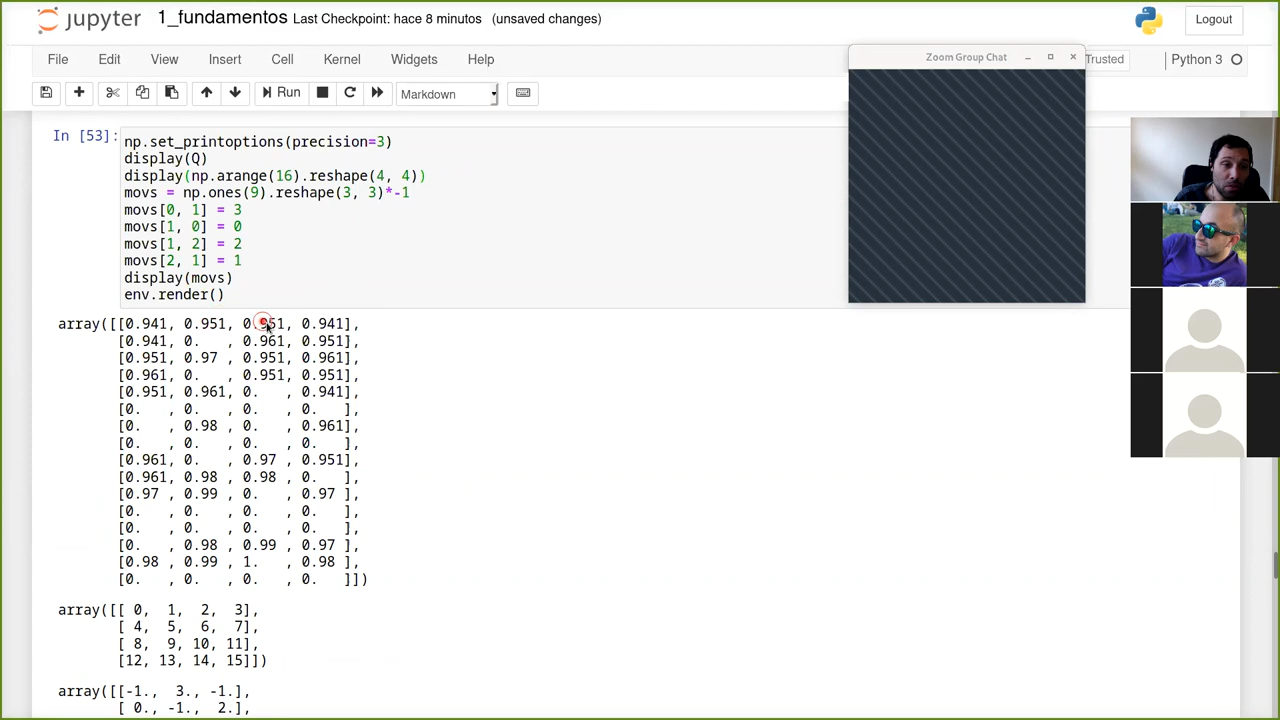 jupyter 1_fundamentos Last Checkpoint: hace 8 minutos (unsaved changes)
Logout
File Edit View Insert Cell Kernel Widgets Help
Trusted
Python 3
Run
Markdown
Zoom Group Chat
In [53]:
np.set_printoptions(precision=3)
display(Q)
display(np.arange(16).reshape(4, 4))
movs = np.ones(9).reshape(3, 3)*-1
movs[0, 1] = 3
movs[1, 0] = 0
movs[1, 2] = 2
movs[2, 1] = 1
display(movs)
env.render()
array([[0.941, 0.951, 0.951, 0.941],
[0.941, 0. , 0.961, 0.951],
[0.951, 0.97 , 0.951, 0.961],
[0.961, 0. , 0.951, 0.951],
[0.951, 0.961, 0. , 0.941],
[0. , 0. , 0. , 0. ],
[0. , 0.98 , 0. , 0.961],
[0. , 0. , 0. , 0. ],
[0.961, 0. , 0.97 , 0.951],
[0.961, 0.98 , 0.98 , 0. ],
[0.97 , 0.99 , 0. , 0.97 ],
[0. , 0. , 0. , 0. ],
[0. , 0. , 0. , 0. ],
[0. , 0.98 , 0.99 , 0.97 ],
[0.98 , 0.99 , 1. , 0.98 ],
[0. , 0. , 0. , 0. ]])
array([[ 0, 1, 2, 3],
[ 4, 5, 6, 7],
[ 8, 9, 10, 11],
[12, 13, 14, 15]])
array([[-1., 3., -1.],
[ 0., -1., 2.],